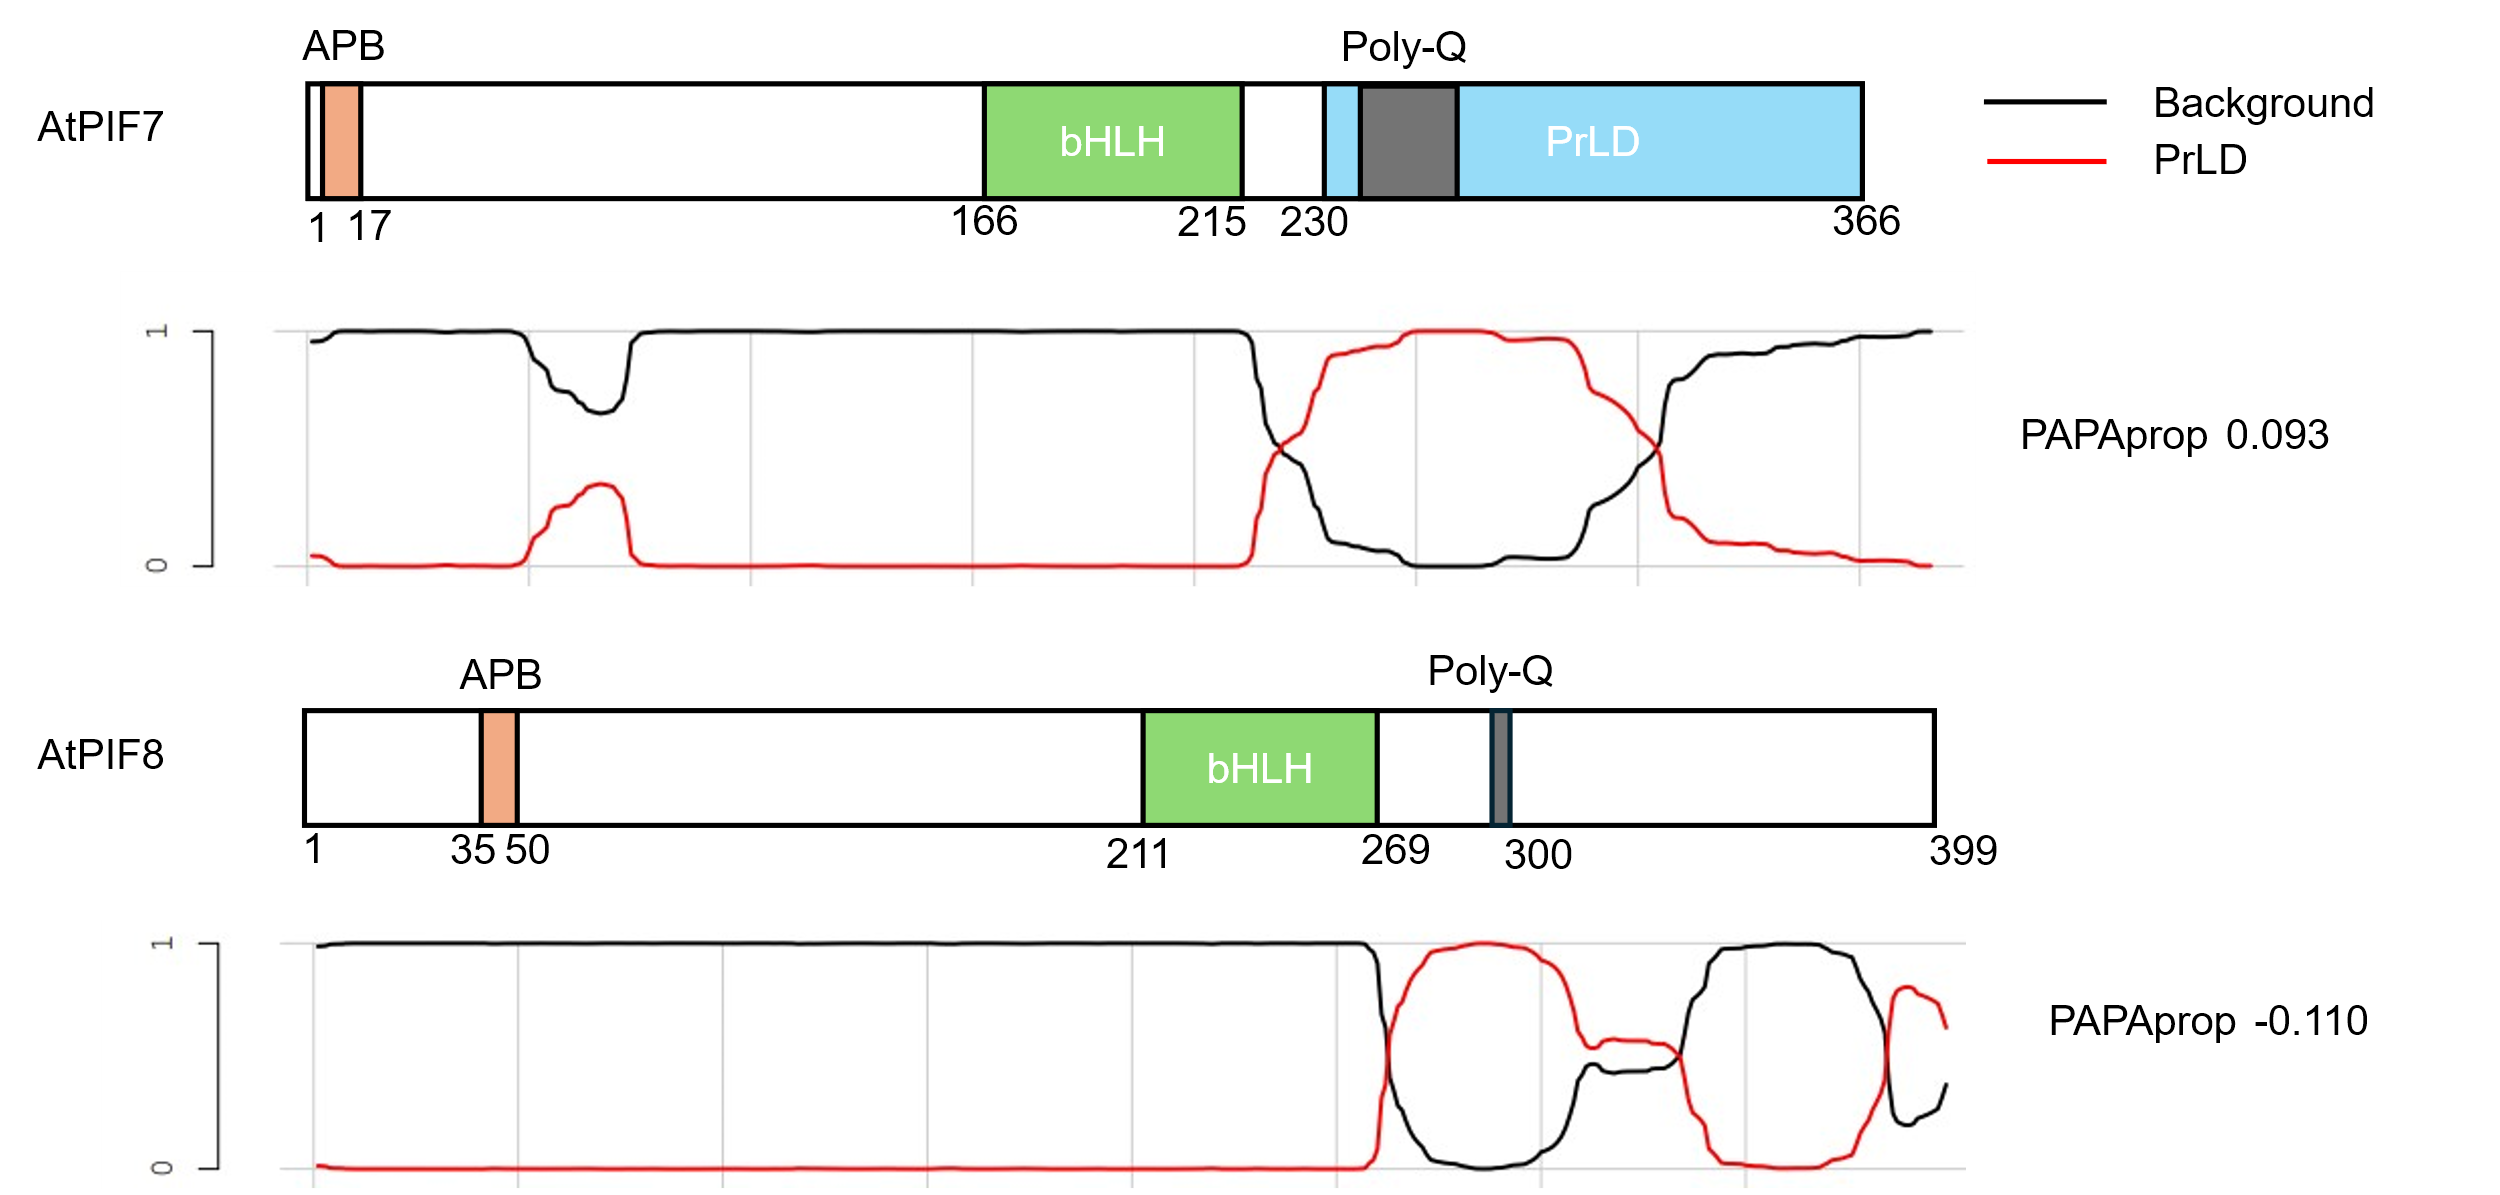 APB
Poly-Q
AtPIF7
bHLH
PrLD
Background
PrLD
1 17
166
215
230
366
1
0
PAPAprop 0.093
APB
Poly-Q
AtPIF8
bHLH
1
35 50
211
269
300
399
1
0
PAPAprop -0.110